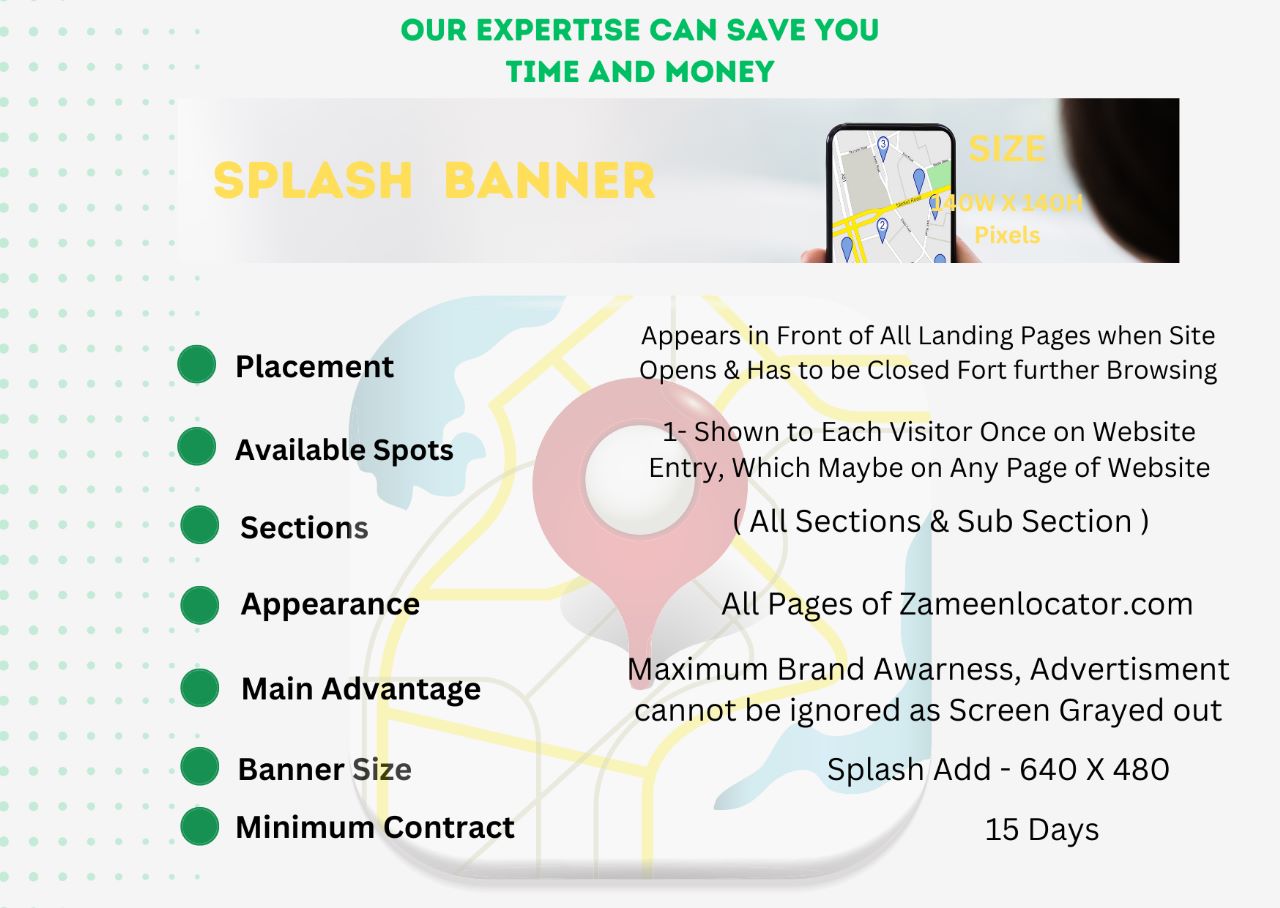 OUR EXPERTISE CAN SAVE YOU
TIME AND MONEY
SPLASH BANNER
SIZE
140W X 140H
Pixels
Placement
Appears in Front of All Landing Pages when Site
Opens & Has to be Closed Fort further Browsing
Available Spots
1- Shown to Each Visitor Once on Website
Entry, Which Maybe on Any Page of Website
Sections
( All Sections & Sub Section )
Appearance
All Pages of Zameenlocator.com
Main Advantage
Maximum Brand Awarness, Advertisment
cannot be ignored as Screen Grayed out
Banner Size
Splash Add - 640 X 480
Minimum Contract
15 Days